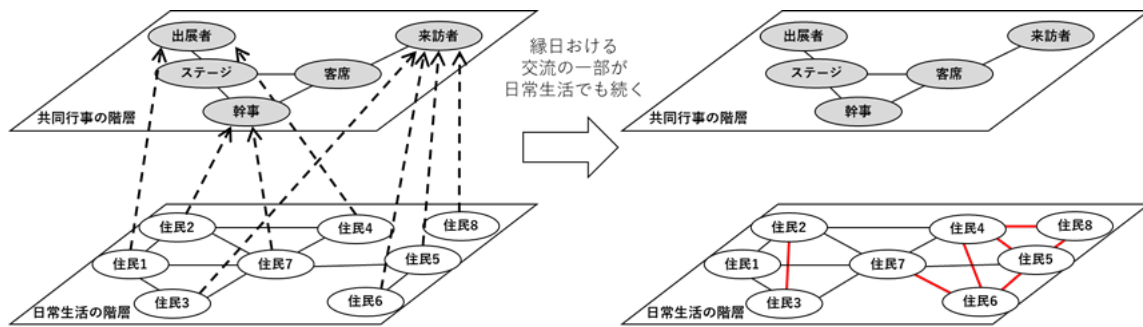 出展者
来訪者
ステージ
客席
幹事
共同行事の階層
住民2
住民4
住民8
住民1
住民7
住民5
住民3
住民6
日常生活の階層
縁日おける
交流の一部が
日常生活でも続く
出展者
来訪者
ステージ
客席
幹事
共同行事の階層
住民2
住民4
住民8
住民1
住民7
住民5
住民3
住民6
日常生活の階層